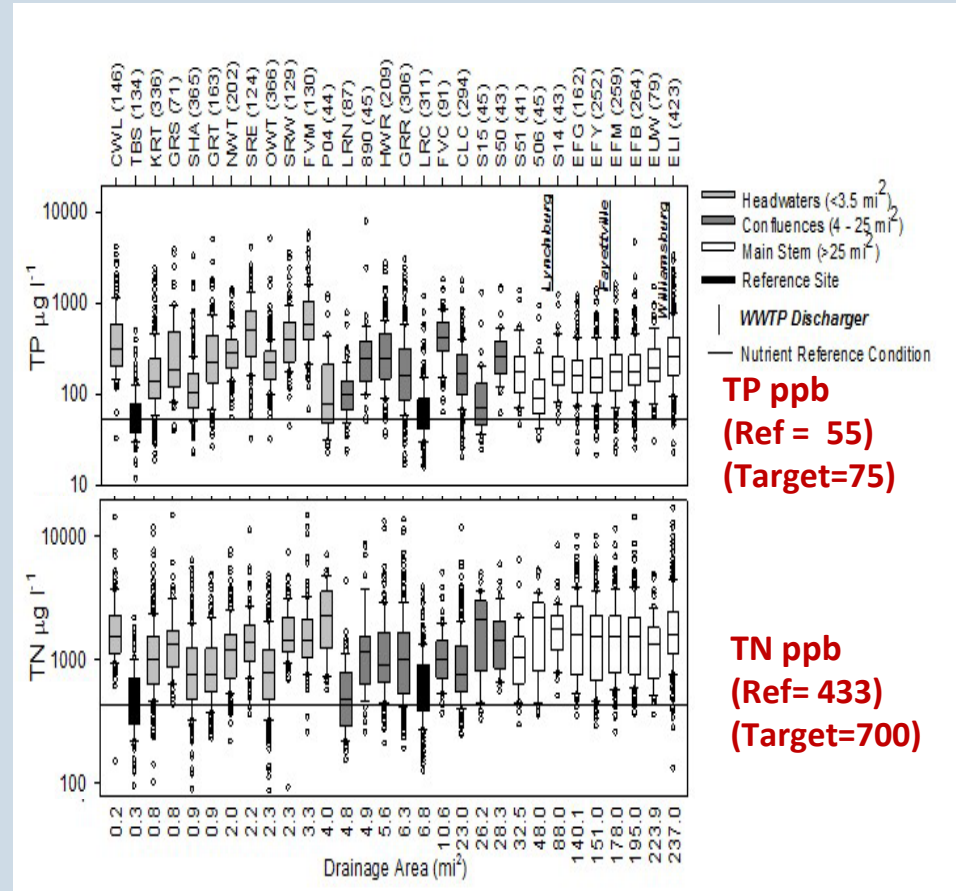 CWL (146)
TBS (134)
KRT (336)
GRS (71)
SHA (365)
GRT (163)
NWT (202)
SRE (124)
OWT (366)
SRW (129)
FVM (130)
P04 (44)
LRN (87)
890 (45)
HWR (209)
GRR (306)
LRC (311)
FVC (91)
CLC (294)
S15 (45)
S50 (43)
S51 (41)
506 (45)
S14 (43)
EFG (162)
EFY (252)
EFM (259)
EFB (264)
EUW (79)
ELI (423)
10000
1000
100
10
TP µg l⁻¹
Lynchburg
Fayettville
Williamsburg
Headwaters (<3.5 mi²)
Confluences (4 - 25 mi²)
Main Stem (>25 mi²)
Reference Site
WWTP Discharger
Nutrient Reference Condition
TP ppb
(Ref = 55)
(Target=75)
10000
1000
100
TN µg l⁻¹
TN ppb
(Ref= 433)
(Target=700)
0.2
0.3
0.8
0.8
0.9
0.9
2.0
2.2
2.3
2.3
3.3
4.0
4.8
4.9
5.6
6.3
6.8
10.6
23.0
26.2
28.3
32.5
48.0
88.0
140.1
151.0
178.0
195.0
223.9
237.0
Drainage Area (mi²)